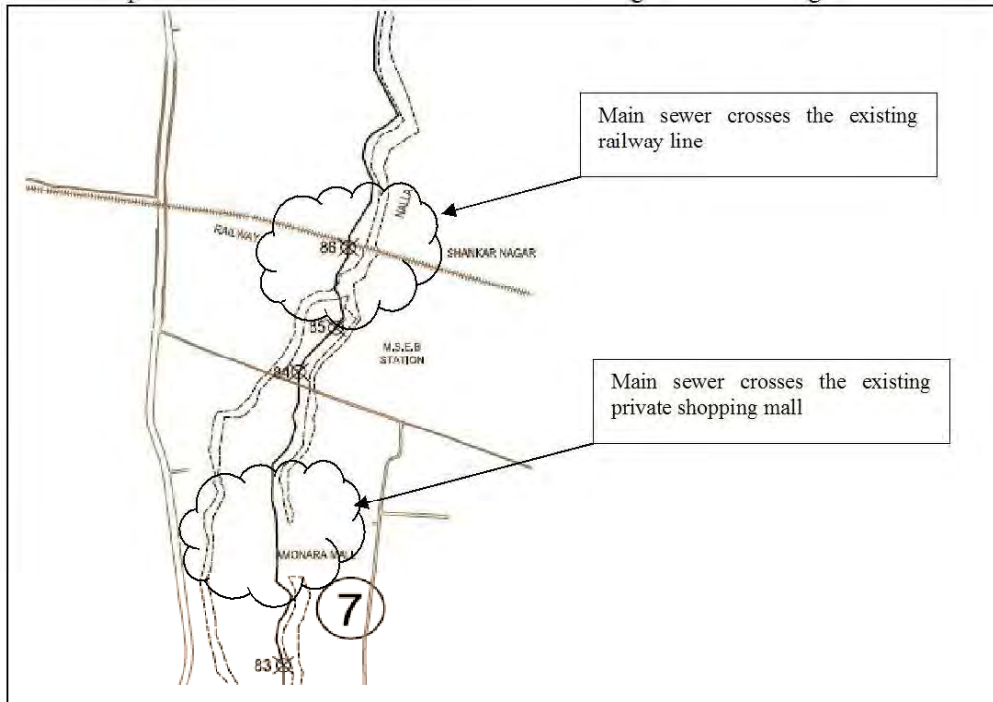 Main sewer crosses the existing
railway line
NALLA
RAILWAY
86
SHANKAR NAGAR
85
M.S.E.B
STATION
84
Main sewer crosses the existing
private shopping mall
AMONARA MALL
7
83